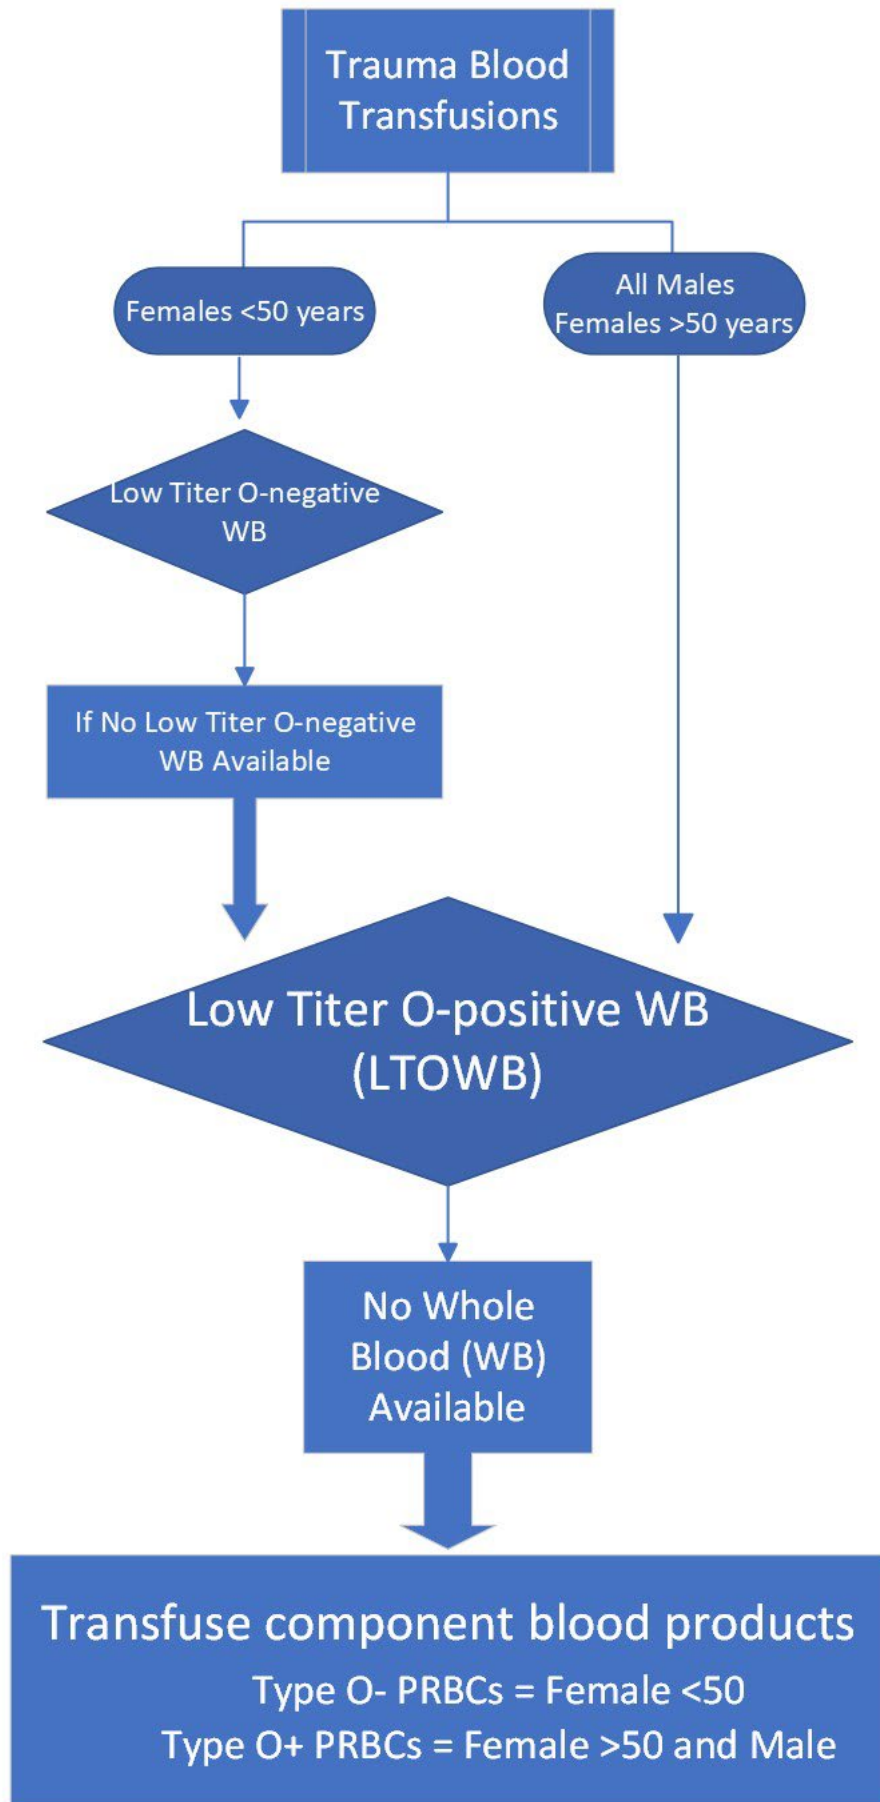 Trauma Blood
Transfusions
Females <50 years
All Males
Females >50 years
Low Titer O-negative
WB
If No Low Titer O-negative
WB Available
Low Titer O-positive WB
(LTOWB)
No Whole
Blood (WB)
Available
Transfuse component blood products
Type O- PRBCs = Female <50
Type O+ PRBCs = Female >50 and Male